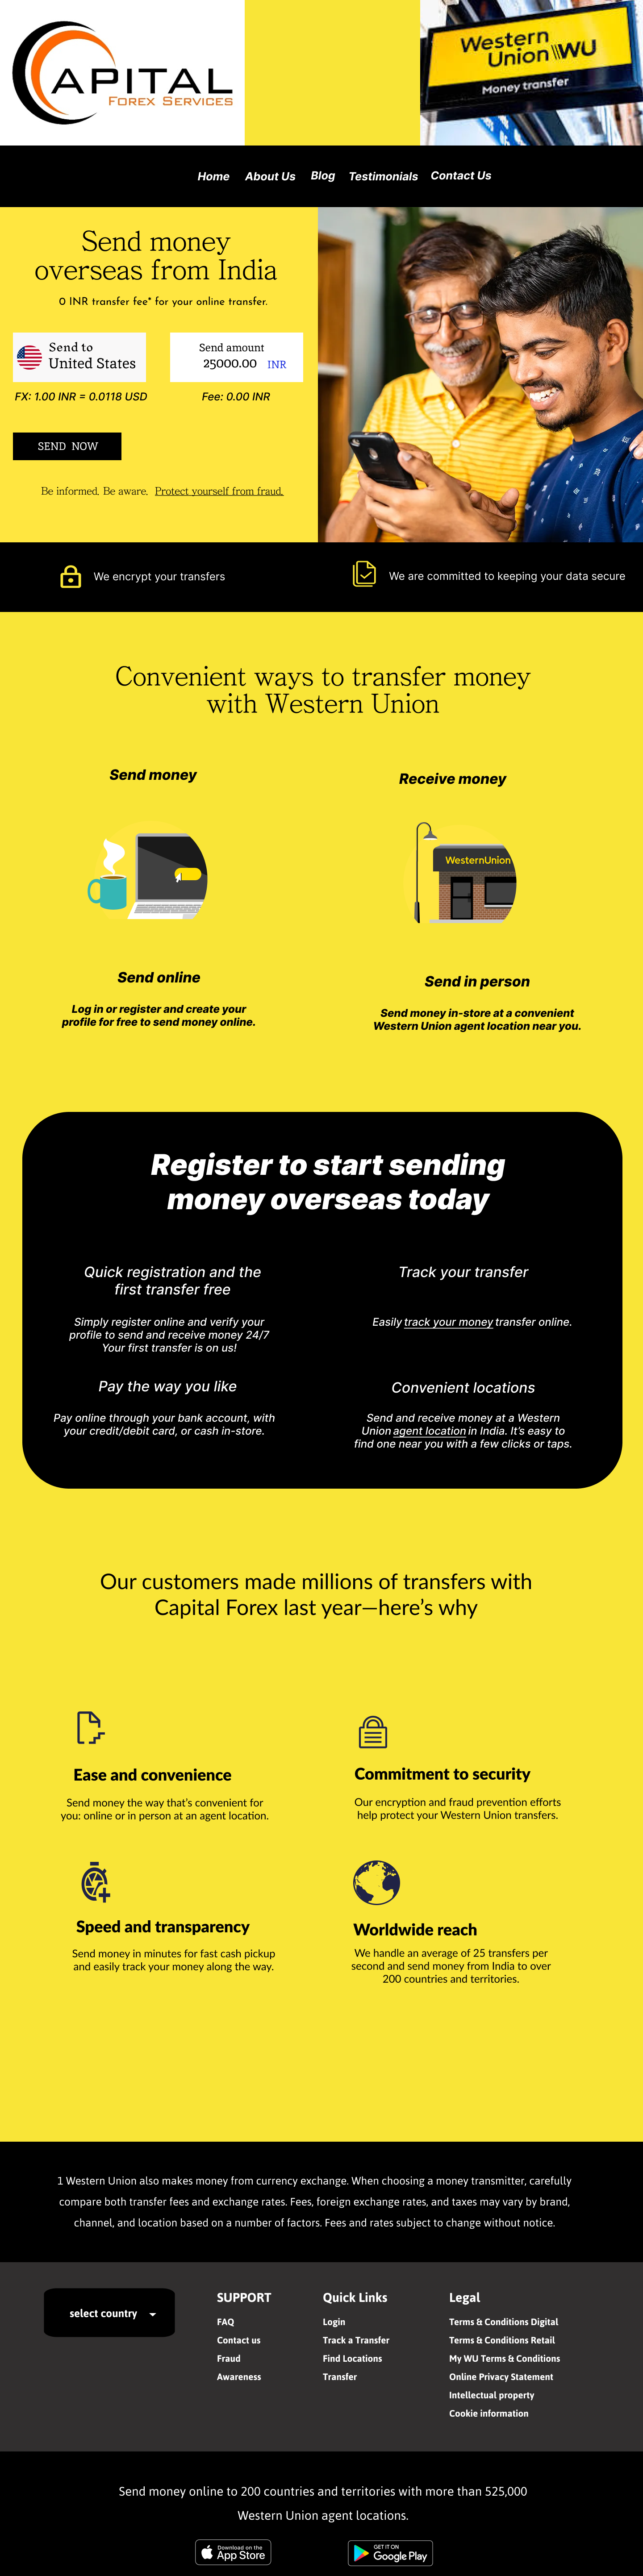 CAPITAL
FOREX SERVICES
Western
Union \\WU
Money transfer
Home About Us Blog Testimonials Contact Us
Send money
overseas from India
0 INR transfer fee* for your online transfer.
Send to
United States
Send amount
25000.00 INR
FX: 1.00 INR = 0.0118 USD
Fee: 0.00 INR
SEND NOW
Be informed. Be aware. Protect yourself from fraud.
We encrypt your transfers
We are committed to keeping your data secure
Convenient ways to transfer money
with Western Union
Send money
Receive money
WesternUnion
Send online
Log in or register and create your
profile for free to send money online.
Send in person
Send money in-store at a convenient
Western Union agent location near you.
Register to start sending
money overseas today
Quick registration and the
first transfer free
Simply register online and verify your
profile to send and receive money 24/7
Your first transfer is on us!
Track your transfer
Easily track your money transfer online.
Pay the way you like
Pay online through your bank account, with
your credit/debit card, or cash in-store.
Convenient locations
Send and receive money at a Western
Union agent location in India. It's easy to
find one near you with a few clicks or taps.
Our customers made millions of transfers with
Capital Forex last year—here's why
Ease and convenience
Send money the way that's convenient for
you: online or in person at an agent location.
Commitment to security
Our encryption and fraud prevention efforts
help protect your Western Union transfers.
Speed and transparency
Send money in minutes for fast cash pickup
and easily track your money along the way.
Worldwide reach
We handle an average of 25 transfers per
second and send money from India to over
200 countries and territories.
1 Western Union also makes money from currency exchange. When choosing a money transmitter, carefully
compare both transfer fees and exchange rates. Fees, foreign exchange rates, and taxes may vary by brand,
channel, and location based on a number of factors. Fees and rates subject to change without notice.
select country
SUPPORT
FAQ
Contact us
Fraud
Awareness
Quick Links
Login
Track a Transfer
Find Locations
Transfer
Legal
Terms & Conditions Digital
Terms & Conditions Retail
My WU Terms & Conditions
Online Privacy Statement
Intellectual property
Cookie information
Send money online to 200 countries and territories with more than 525,000
Western Union agent locations.
Download on the
App Store
GET IT ON
Google Play